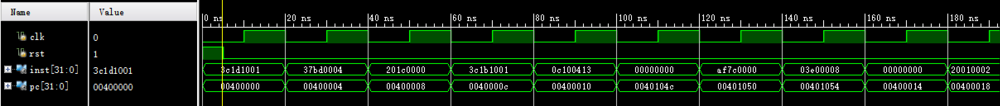 Name Value 0 ns 20 ns 40 ns 60 ns 80 ns 100 ns 120 ns 140 ns 160 ns 180 ns
clk 0
rst 1
inst[31:0] 3c1d1001 3c1d1001 37bd0004 201c0000 3c1b1001 0c100413 00000000 af7c0000 03e00008 00000000 20010002
pc[31:0] 00400000 00400000 00400004 00400008 0040000c 00400010 0040104c 00401050 00401054 00400014 00400018